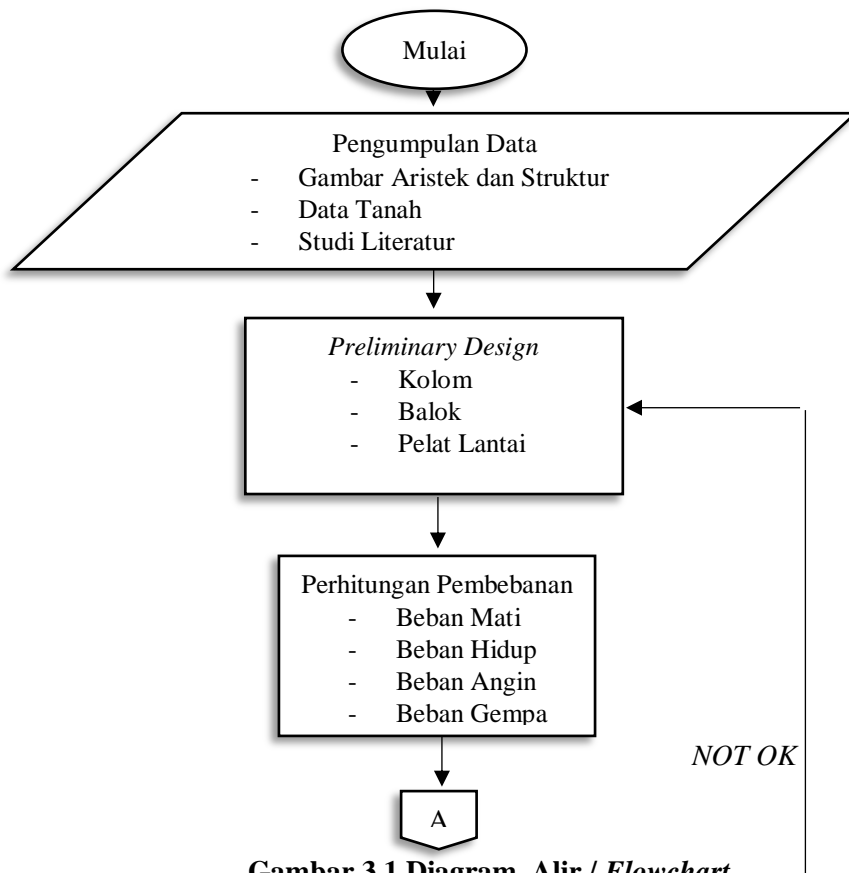 Mulai
Pengumpulan Data
- Gambar Aristek dan Struktur
- Data Tanah
- Studi Literatur
Preliminary Design
- Kolom
- Balok
- Pelat Lantai
Perhitungan Pembebanan
- Beban Mati
- Beban Hidup
- Beban Angin
- Beban Gempa
NOT OK
A
Gambar 3.1 Diagram Alir / Flowchart